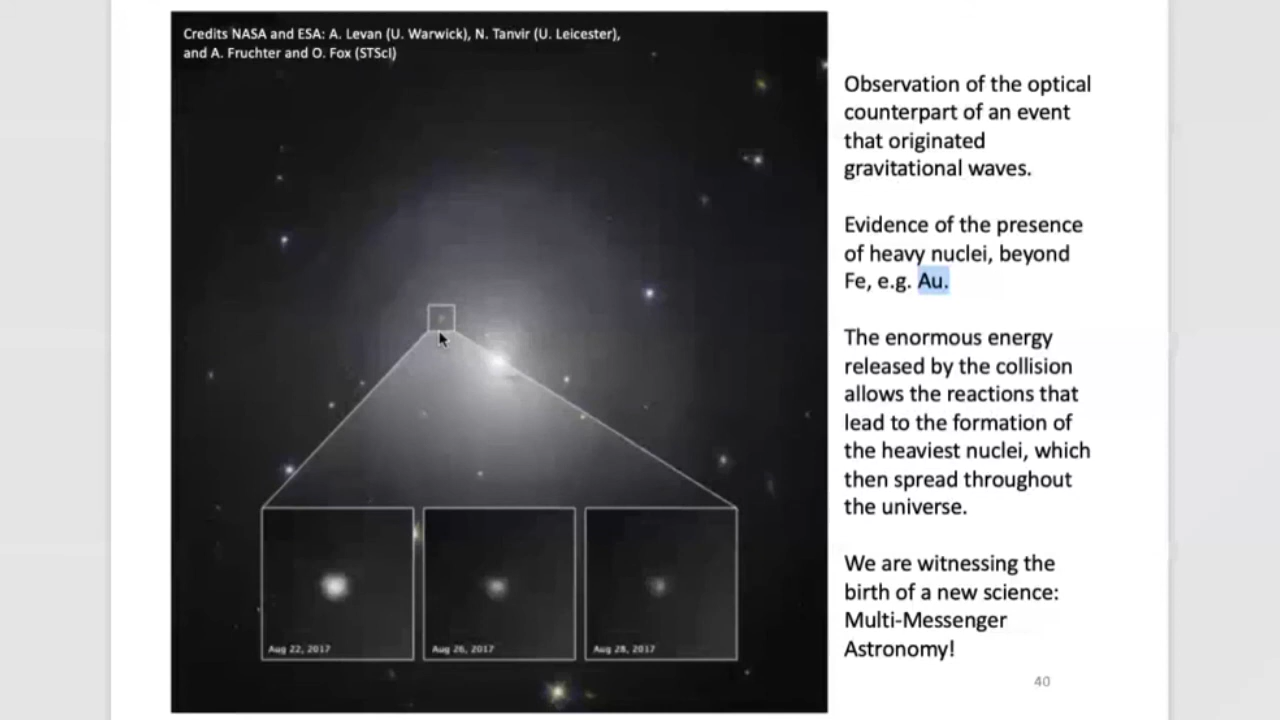 Credits NASA and ESA: A. Levan (U. Warwick), N. Tanvir (U. Leicester),
and A. Fruchter and O. Fox (STScI)
Observation of the optical
counterpart of an event
that originated
gravitational waves.
Evidence of the presence
of heavy nuclei, beyond
Fe, e.g. Au.
The enormous energy
released by the collision
allows the reactions that
lead to the formation of
the heaviest nuclei, which
then spread throughout
the universe.
We are witnessing the
birth of a new science:
Multi-Messenger
Astronomy!
Aug 22, 2017
Aug 26, 2017
Aug 28, 2017
40